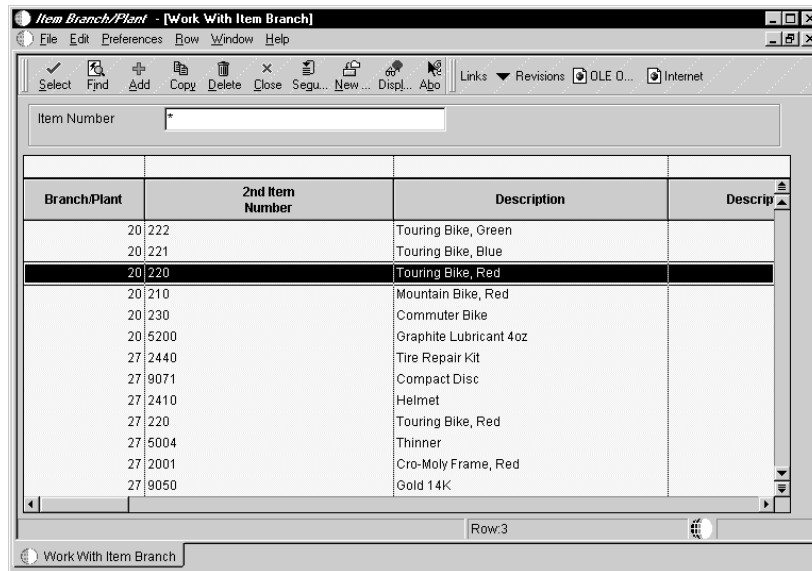 Item Branch/Plant - [Work With Item Branch]
File Edit Preferences Row Window Help
Select Find Add Copy Delete Close Segu... New ... Displ... Abo Links Revisions OLE O... Internet
Item Number *
Branch/Plant 2nd Item Number Description Descrip
20 222 Touring Bike, Green
20 221 Touring Bike, Blue
20 220 Touring Bike, Red
20 210 Mountain Bike, Red
20 230 Commuter Bike
20 5200 Graphite Lubricant 4oz
27 2440 Tire Repair Kit
27 9071 Compact Disc
27 2410 Helmet
27 220 Touring Bike, Red
27 5004 Thinner
27 2001 Cro-Moly Frame, Red
27 9050 Gold 14K
Row:3
Work With Item Branch